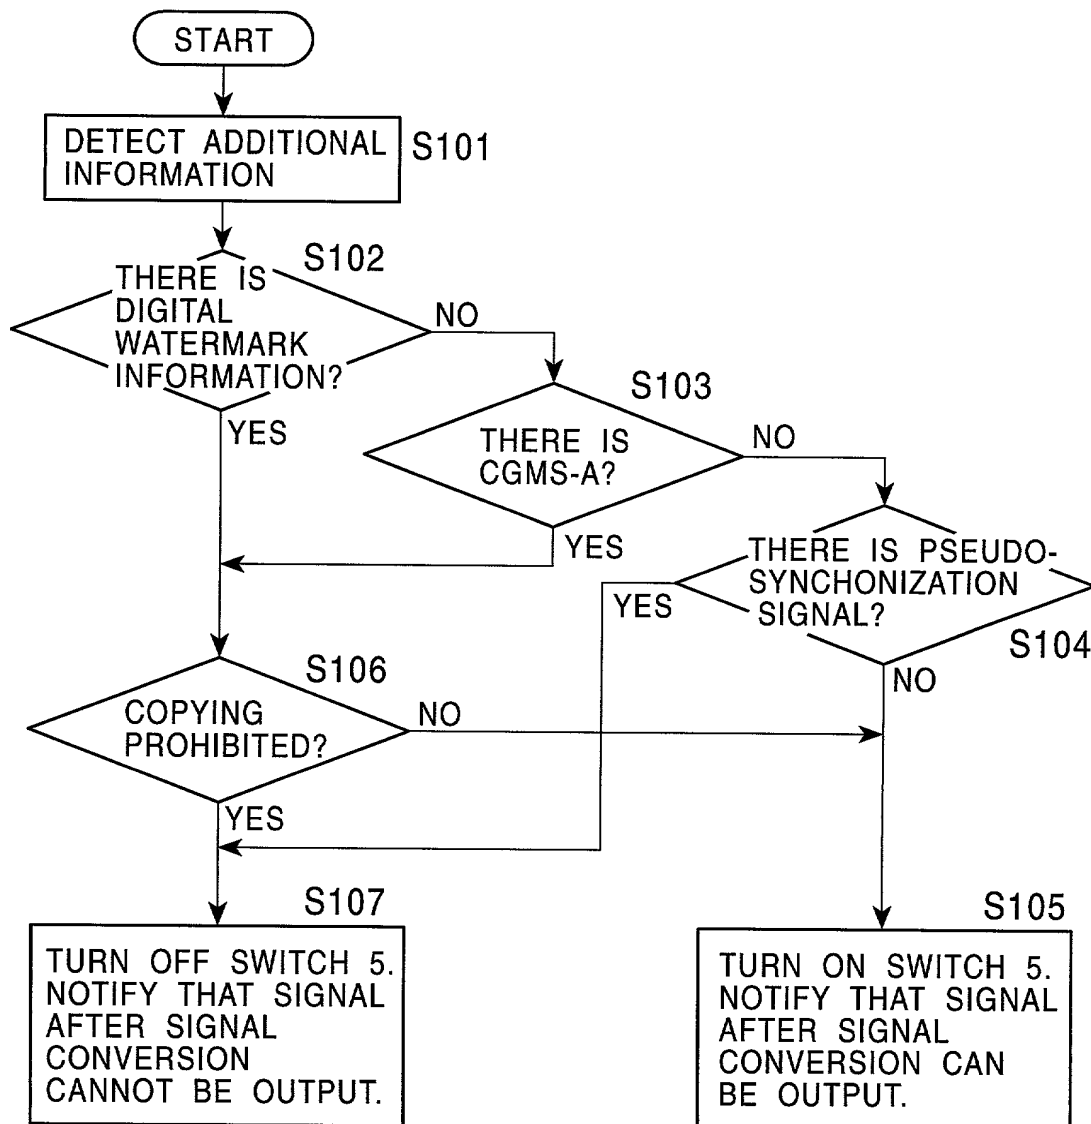 START
DETECT ADDITIONAL
INFORMATION
S101
S102
THERE IS
DIGITAL
WATERMARK
INFORMATION?
NO
YES
S103
THERE IS
CGMS-A?
NO
YES
THERE IS PSEUDO-
SYNCHONIZATION
SIGNAL?
YES
S104
NO
S106
COPYING
PROHIBITED?
NO
YES
S107
TURN OFF SWITCH 5.
NOTIFY THAT SIGNAL
AFTER SIGNAL
CONVERSION
CANNOT BE OUTPUT.
S105
TURN ON SWITCH 5.
NOTIFY THAT SIGNAL
AFTER SIGNAL
CONVERSION CAN
BE OUTPUT.